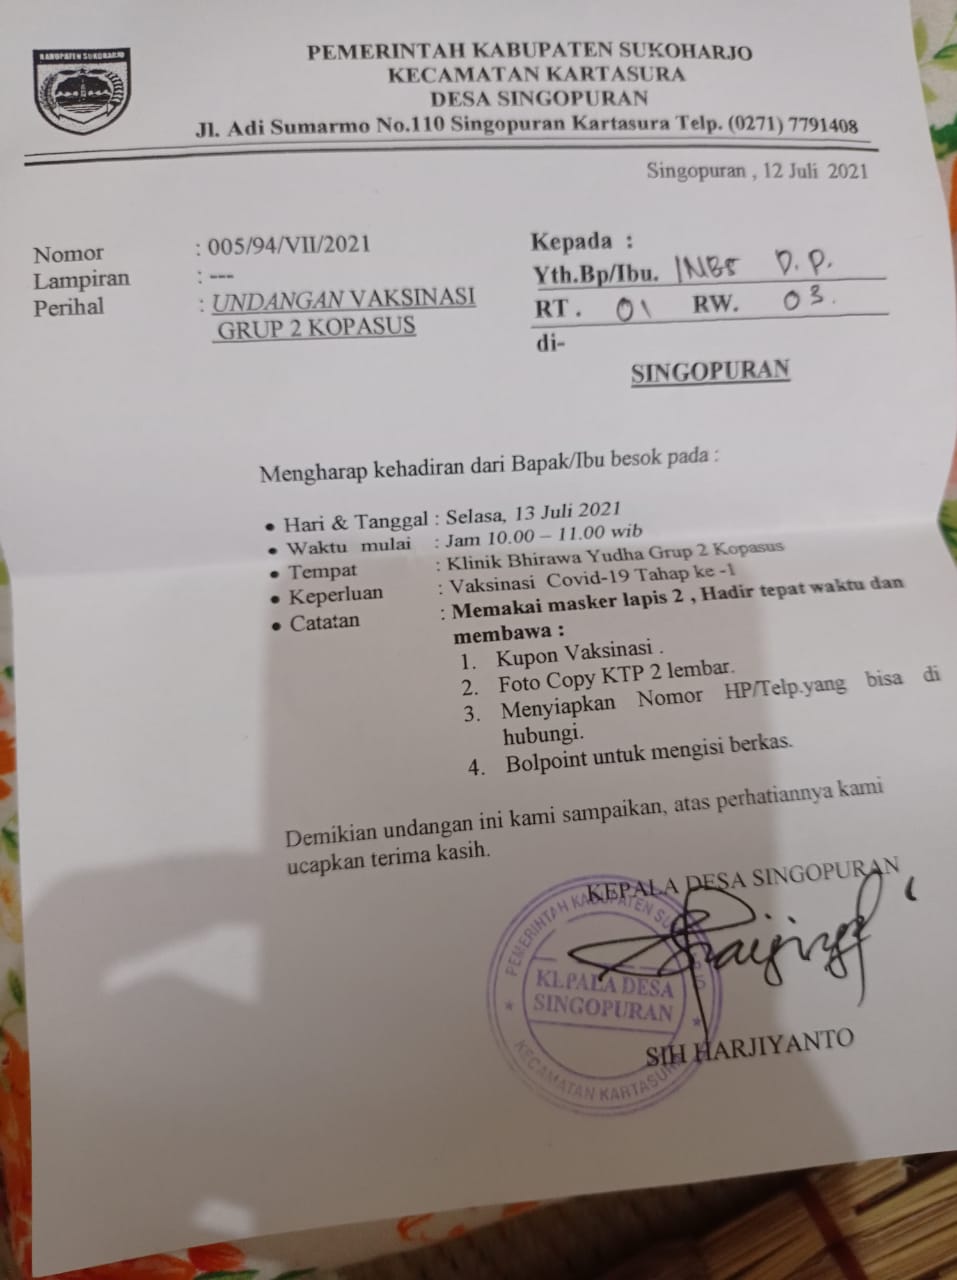 KABUPATEN SUKOHARJO
PEMERINTAH KABUPATEN SUKOHARJO
KECAMATAN KARTASURA
DESA SINGOPURAN
Jl. Adi Sumarmo No.110 Singopuran Kartasura Telp. (0271) 7791408
Singopuran , 12 Juli 2021
Nomor : 005/94/VII/2021
Lampiran : ---
Perihal : UNDANGAN VAKSINASI
GRUP 2 KOPASUS
Kepada :
Yth.Bp/Ibu. D.P.
RT . 01 RW. 03.
di-
SINGOPURAN
Mengharap kehadiran dari Bapak/Ibu besok pada :
• Hari & Tanggal : Selasa, 13 Juli 2021
• Waktu mulai : Jam 10.00 – 11.00 wib
• Tempat : Klinik Bhirawa Yudha Grup 2 Kopasus
• Keperluan : Vaksinasi Covid-19 Tahap ke -1
• Catatan : Memakai masker lapis 2 , Hadir tepat waktu dan
membawa :
1. Kupon Vaksinasi .
2. Foto Copy KTP 2 lembar.
3. Menyiapkan Nomor HP/Telp.yang bisa di
hubungi.
4. Bolpoint untuk mengisi berkas.
Demikian undangan ini kami sampaikan, atas perhatiannya kami
ucapkan terima kasih.
KEPALA DESA SINGOPURAN
PEMERINTAH KABUPATEN
DESA
SINGOPURAN
KECAMATAN KARTASURA
SIH HARJIYANTO